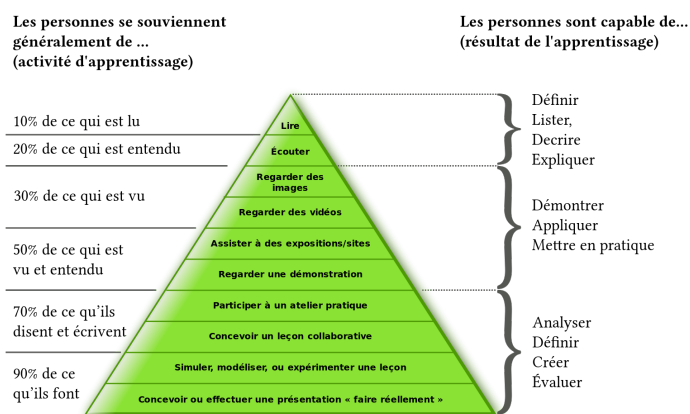 Les personnes se souviennent
généralement de ...
(activité d'apprentissage)
Les personnes sont capable de...
(résultat de l'apprentissage)
10% de ce qui est lu
20% de ce qui est entendu
30% de ce qui est vu
50% de ce qui est
vu et entendu
70% de ce qu'ils
disent et écrivent
90% de ce
qu'ils font
Lire
Écouter
Regarder des
images
Regarder des vidéos
Assister à des expositions/sites
Regarder une démonstration
Participer à un atelier pratique
Concevoir un leçon collaborative
Simuler, modéliser, ou expérimenter une leçon
Concevoir ou effectuer une présentation « faire réellement »
Définir
Lister,
Decrire
Expliquer
Démontrer
Appliquer
Mettre en pratique
Analyser
Définir
Créer
Évaluer